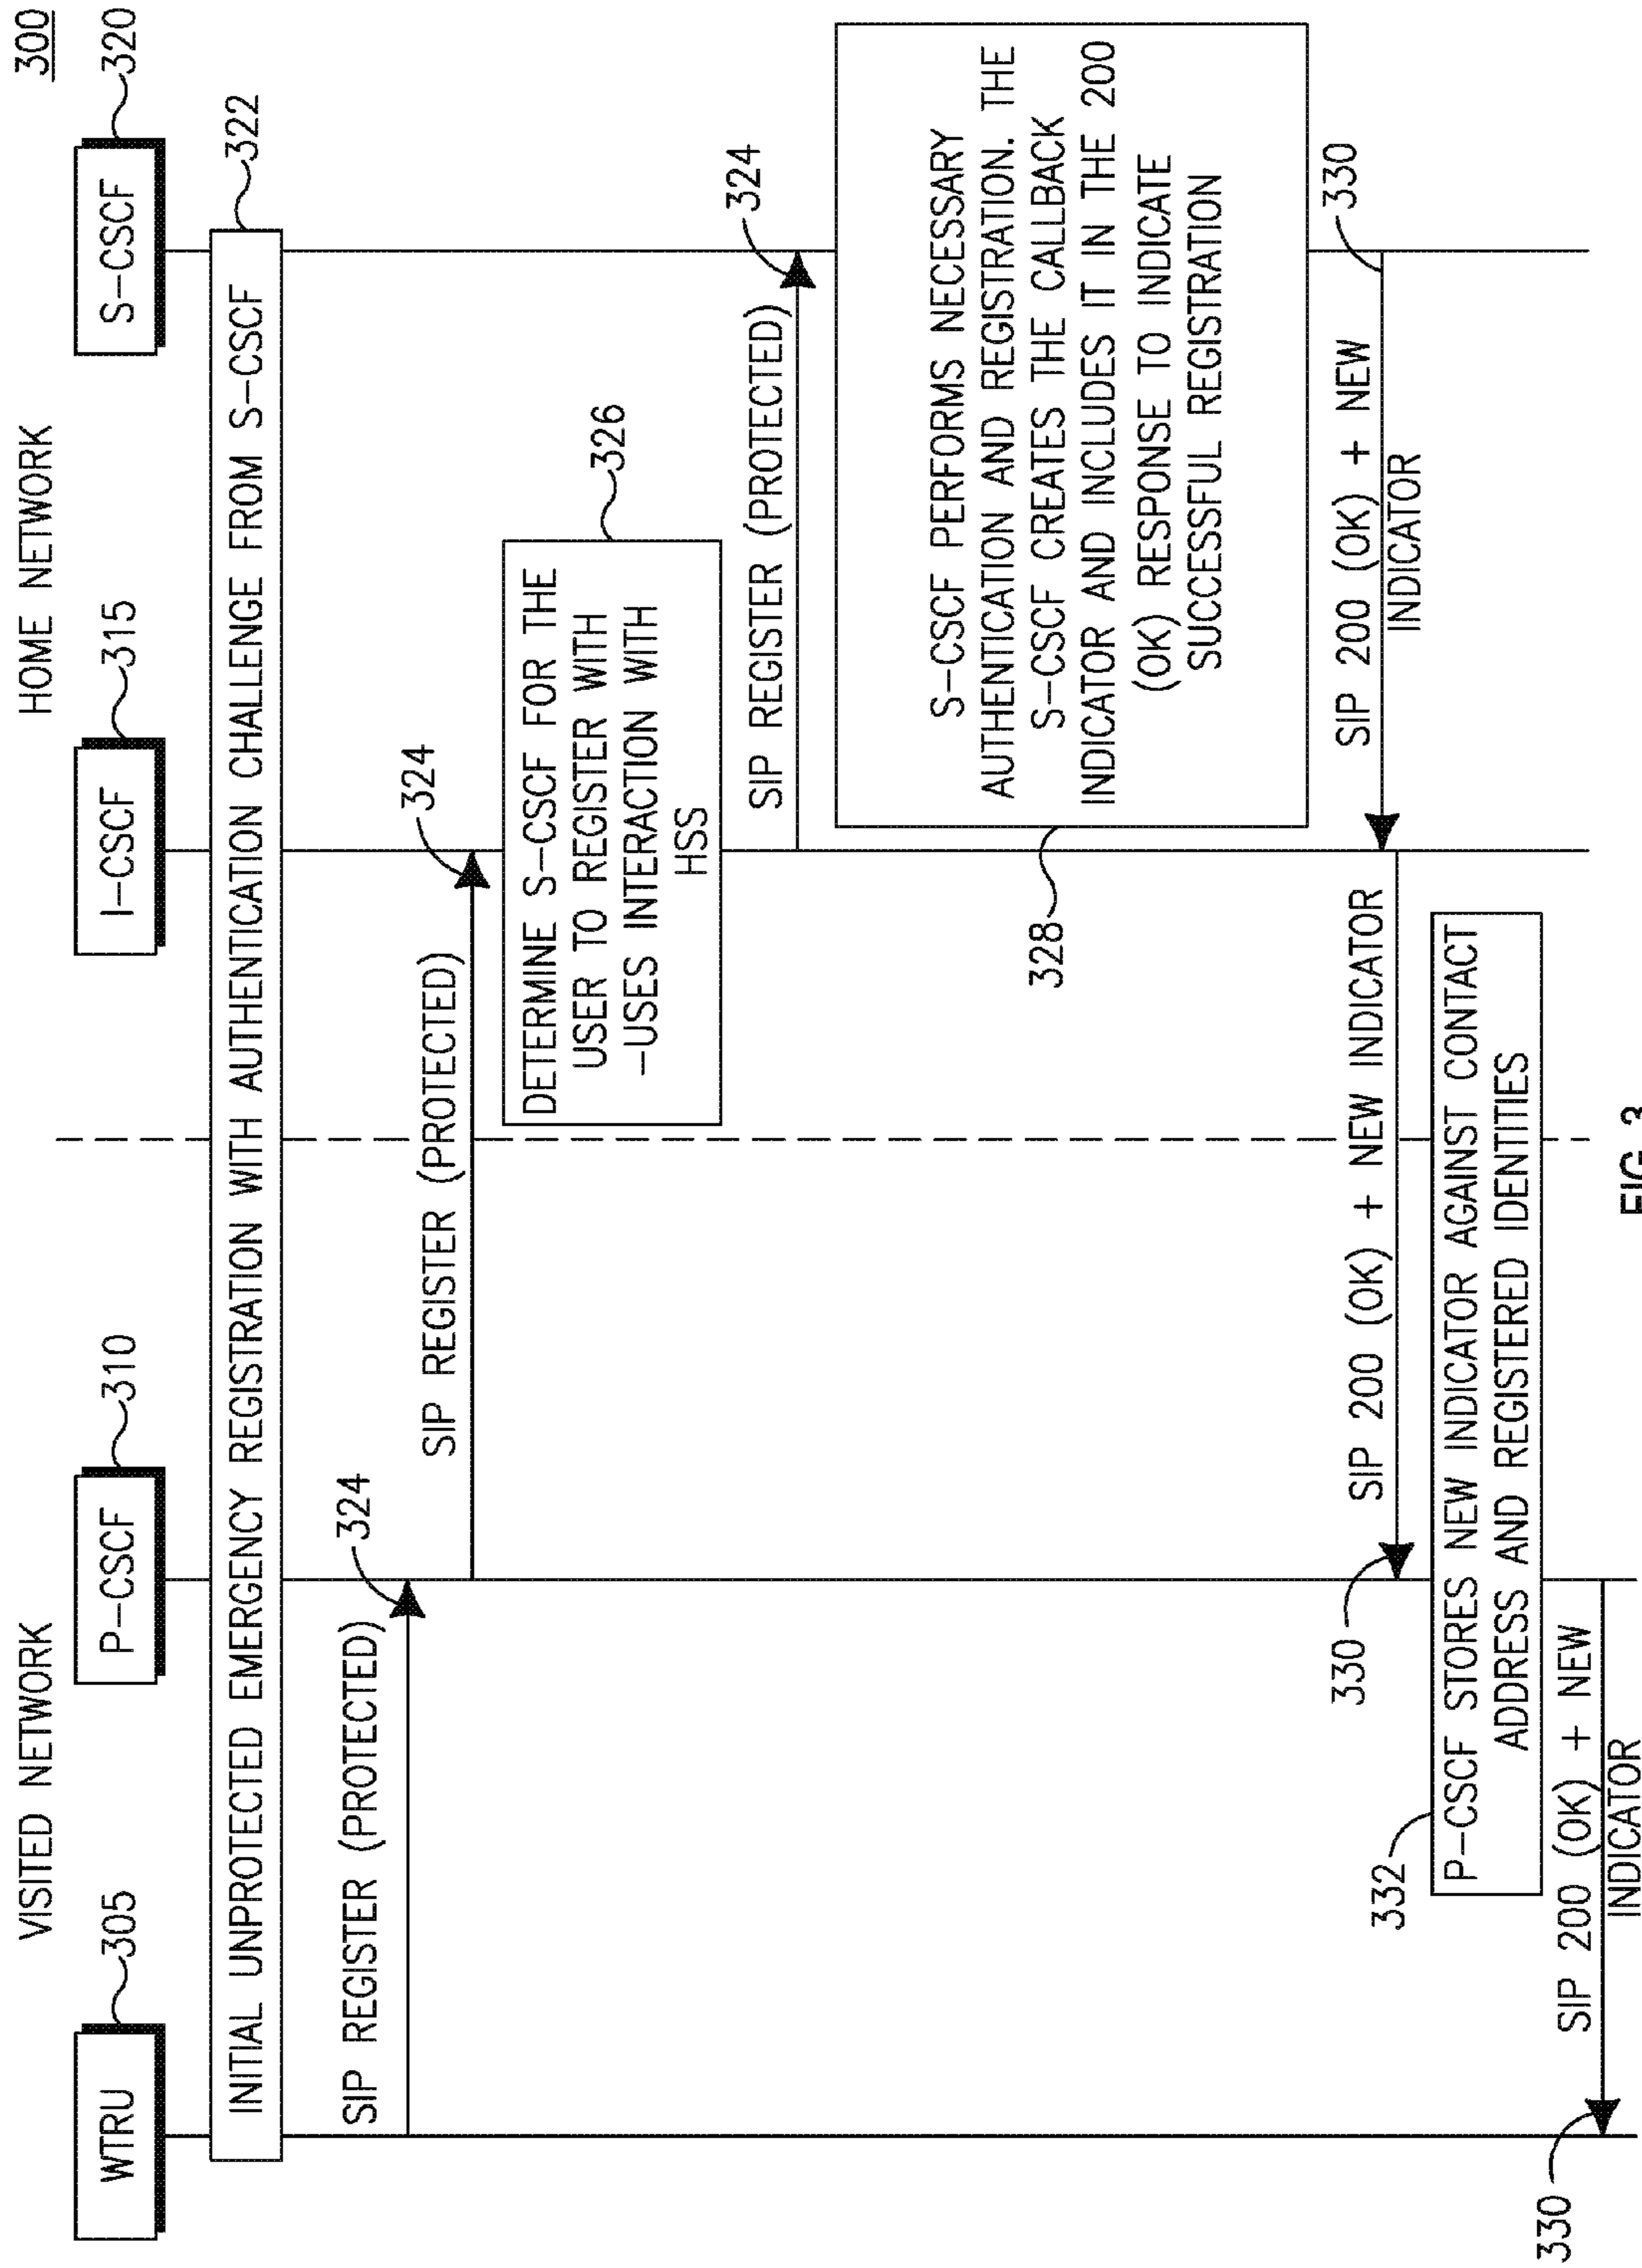 300
VISITED NETWORK
HOME NETWORK
WTRU
305
P-CSCF
310
I-CSCF
315
S-CSCF
320
INITIAL UNPROTECTED EMERGENCY REGISTRATION WITH AUTHENTICATION CHALLENGE FROM S-CSCF
322
SIP REGISTER (PROTECTED)
324
SIP REGISTER (PROTECTED)
324
DETERMINE S-CSCF FOR THE
USER TO REGISTER WITH
-USES INTERACTION WITH
HSS
326
SIP REGISTER (PROTECTED)
324
S-CSCF PERFORMS NECESSARY
AUTHENTICATION AND REGISTRATION. THE
S-CSCF CREATES THE CALLBACK
INDICATOR AND INCLUDES IT IN THE 200
(OK) RESPONSE TO INDICATE
SUCCESSFUL REGISTRATION
328
SIP 200 (OK) + NEW
INDICATOR
330
SIP 200 (OK) + NEW INDICATOR
330
P-CSCF STORES NEW INDICATOR AGAINST CONTACT
ADDRESS AND REGISTERED IDENTITIES
332
SIP 200 (OK) + NEW
INDICATOR
330
FIG. 3